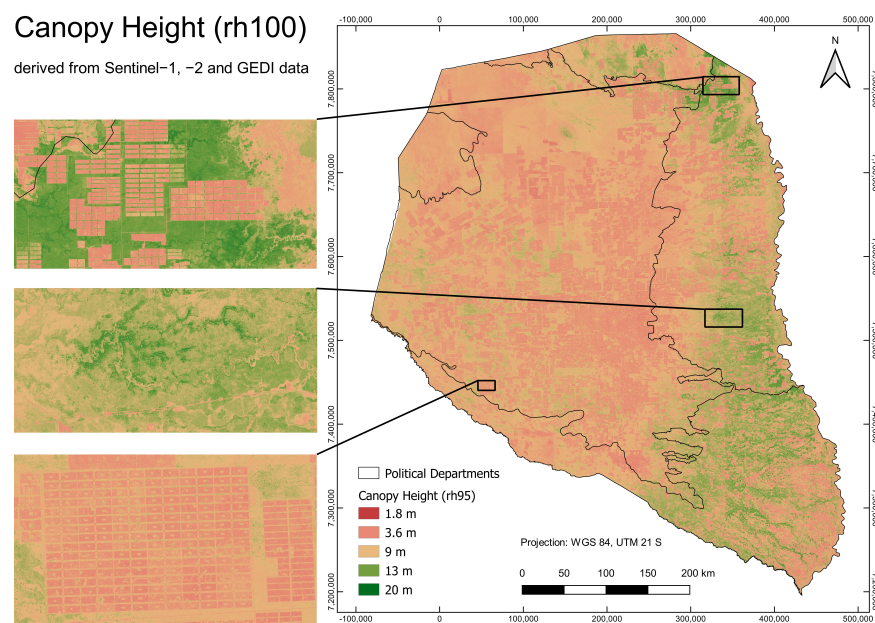 Canopy Height (rh100)
derived from Sentinel−1, −2 and GEDI data
-100,000 0 100,000 200,000 300,000 400,000 500,000
N
7,800,000
7,700,000
7,600,000
7,500,000
7,400,000
7,300,000
7,200,000
Political Departments
Canopy Height (rh95)
1.8 m
3.6 m
9 m
13 m
20 m
Projection: WGS 84, UTM 21 S
0 50 100 150 200 km
-100,000 0 100,000 200,000 300,000 400,000 500,000